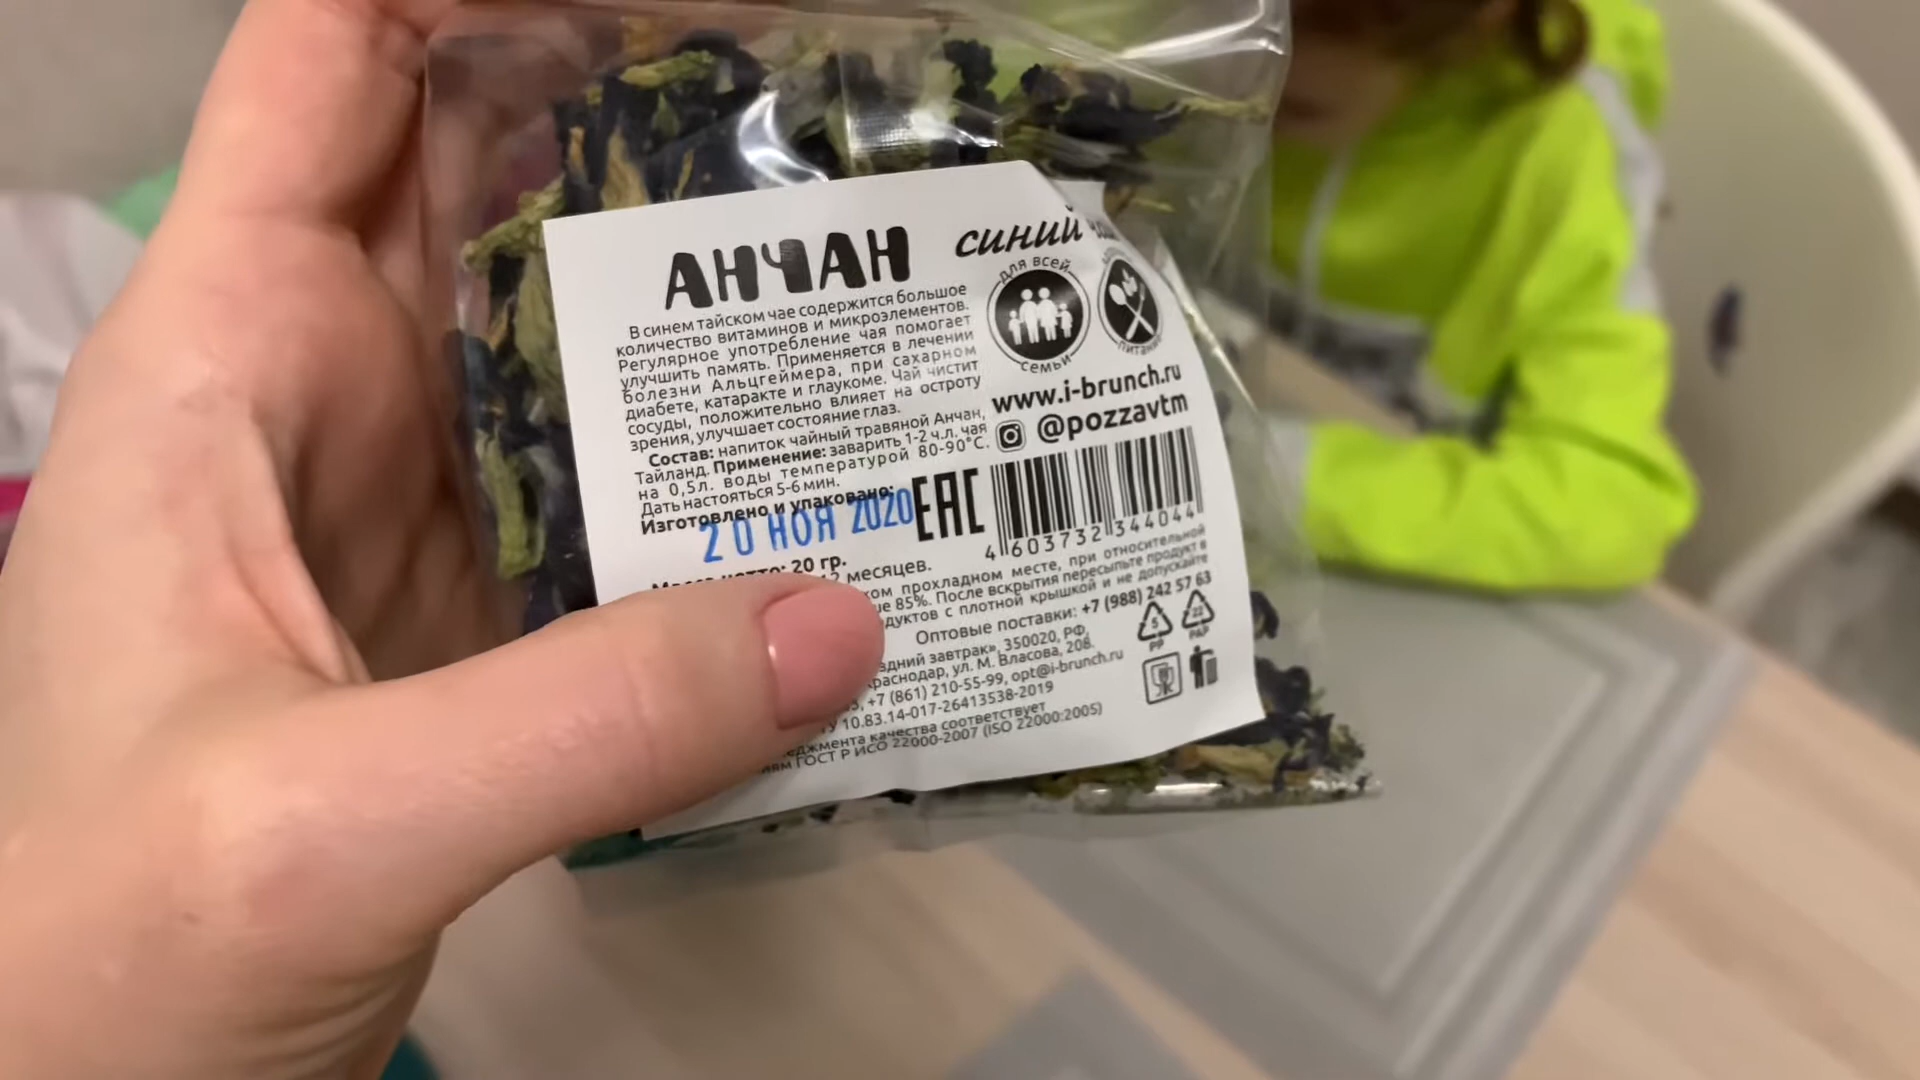 АНЧАН
синий
В синем тайском чае содержится большое
количество витаминов и микроэлементов.
Регулярное употребление чая помогает
улучшить память. Применяется в лечении
болезни Альцгеймера, при сахарном
диабете, катаракте и глаукоме. Чай чистит
сосуды, положительно влияет на остроту
зрения, улучшает состояние глаз.
Состав: напиток чайный травяной Анчан,
Тайланд. Применение: заварить 1-2 ч.л. чая
на 0,5л. воды температурой 80-90°С.
Дать настояться 5-6 мин.
Изготовлено и упаковано:
20 НОЯ 2020
для всей
семьи
питание
www.i-brunch.ru
@pozzavtm
EAC
4 603732 344044
Масса нетто: 20 гр.
12 месяцев.
прохладном месте, при относительной
85%. После вскрытия пересыпьте продукт в
с плотной крышкой и не допускайте
Оптовые поставки: +7 (988) 242 57 63
завтрак», 350020, РФ,
Краснодар, ул. М. Власова, 208.
+7 (861) 210-55-99, opt@i-brunch.ru
ТУ 10.83.14-017-26413538-2019
качества соответствует
ГОСТ Р ИСО 22000-2007 (ISO 22000:2005)
5
PP
22
PAP